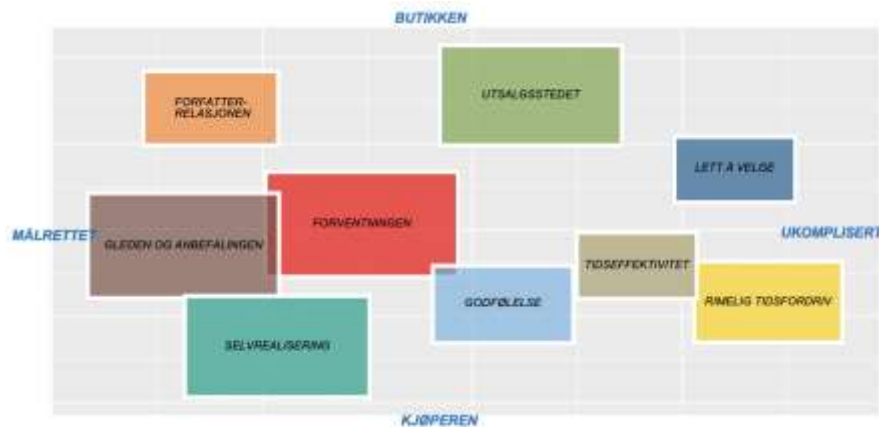 BUTIKKEN
FORFATTER-
RELASJONEN
UTSALGSSTEDET
LETT Å VELGE
MÅLRETTET
GLEDEN OG ANBEFALINGEN
FORVENTNINGEN
UKOMPLISERT
TIDSEFFEKTIVITET
GODFØLELSE
RIMELIG TIDSFORDRIV
SELVREALISERING
KJØPEREN